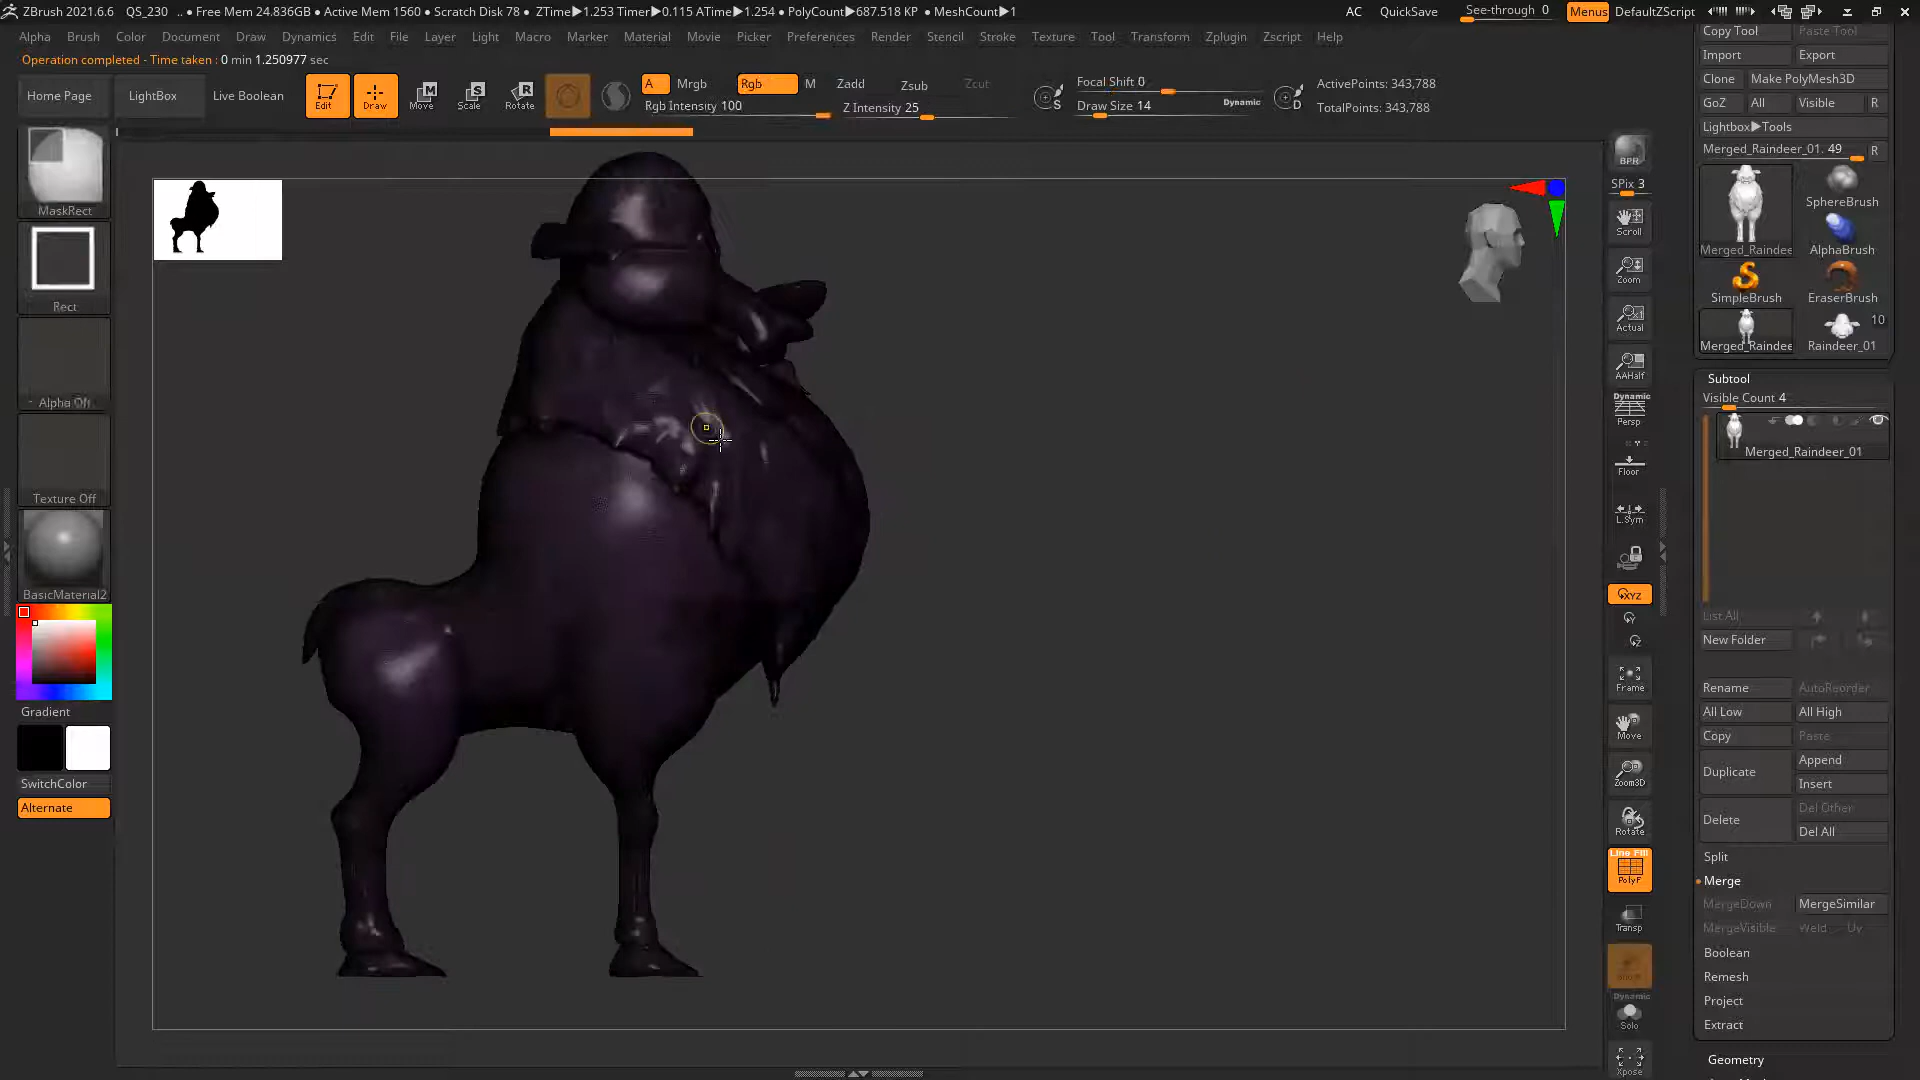 ZBrush 2021.6.6 QS_230 .. • Free Mem 24.836GB • Active Mem 1560 • Scratch Disk 78 • ZTime▶1.253 Timer▶0.115 ATime▶1.254 • PolyCount▶687.518 KP • MeshCount▶1 AC QuickSave See-through 0 Menus DefaultZScript
Alpha Brush Color Document Draw Dynamics Edit File Layer Light Macro Marker Material Movie Picker Preferences Render Stencil Stroke Texture Tool Transform Zplugin Zscript Help
Operation completed - Time taken : 0 min 1.250977 sec
Home Page LightBox Live Boolean Edit Draw Move Scale Rotate
A Mrgb Rgb M Zadd Zsub Zcut
Rgb Intensity 100 Z Intensity 25
Focal Shift 0
Draw Size 14 Dynamic
S D
ActivePoints: 343,788
TotalPoints: 343,788
MaskRect
Rect
Alpha Off
Texture Off
BasicMaterial2
Gradient
SwitchColor
Alternate
BPR
SPix 3
Scroll
Zoom
Actual
AAHalf
Dynamic
Persp
Floor
L.Sym
XYZ
Frame
Move
Zoom3D
Rotate
Line Fill
PolyF
Transp
Dynamic
Solo
Xpose
Copy Tool Paste Tool
Import Export
Clone Make PolyMesh3D
GoZ All Visible R
Lightbox▶Tools
Merged_Raindeer_01. 49 R
Merged_Raindee SphereBrush
AlphaBrush
SimpleBrush EraserBrush
10
Merged_Raindee Raindeer_01
Subtool
Visible Count 4
Merged_Raindeer_01
List All
New Folder
Rename AutoReorder
All Low All High
Copy Paste
Duplicate Append
Insert
Delete Del Other
Del All
Split
Merge
MergeDown MergeSimilar
MergeVisible Weld Uv
Boolean
Remesh
Project
Extract
Geometry